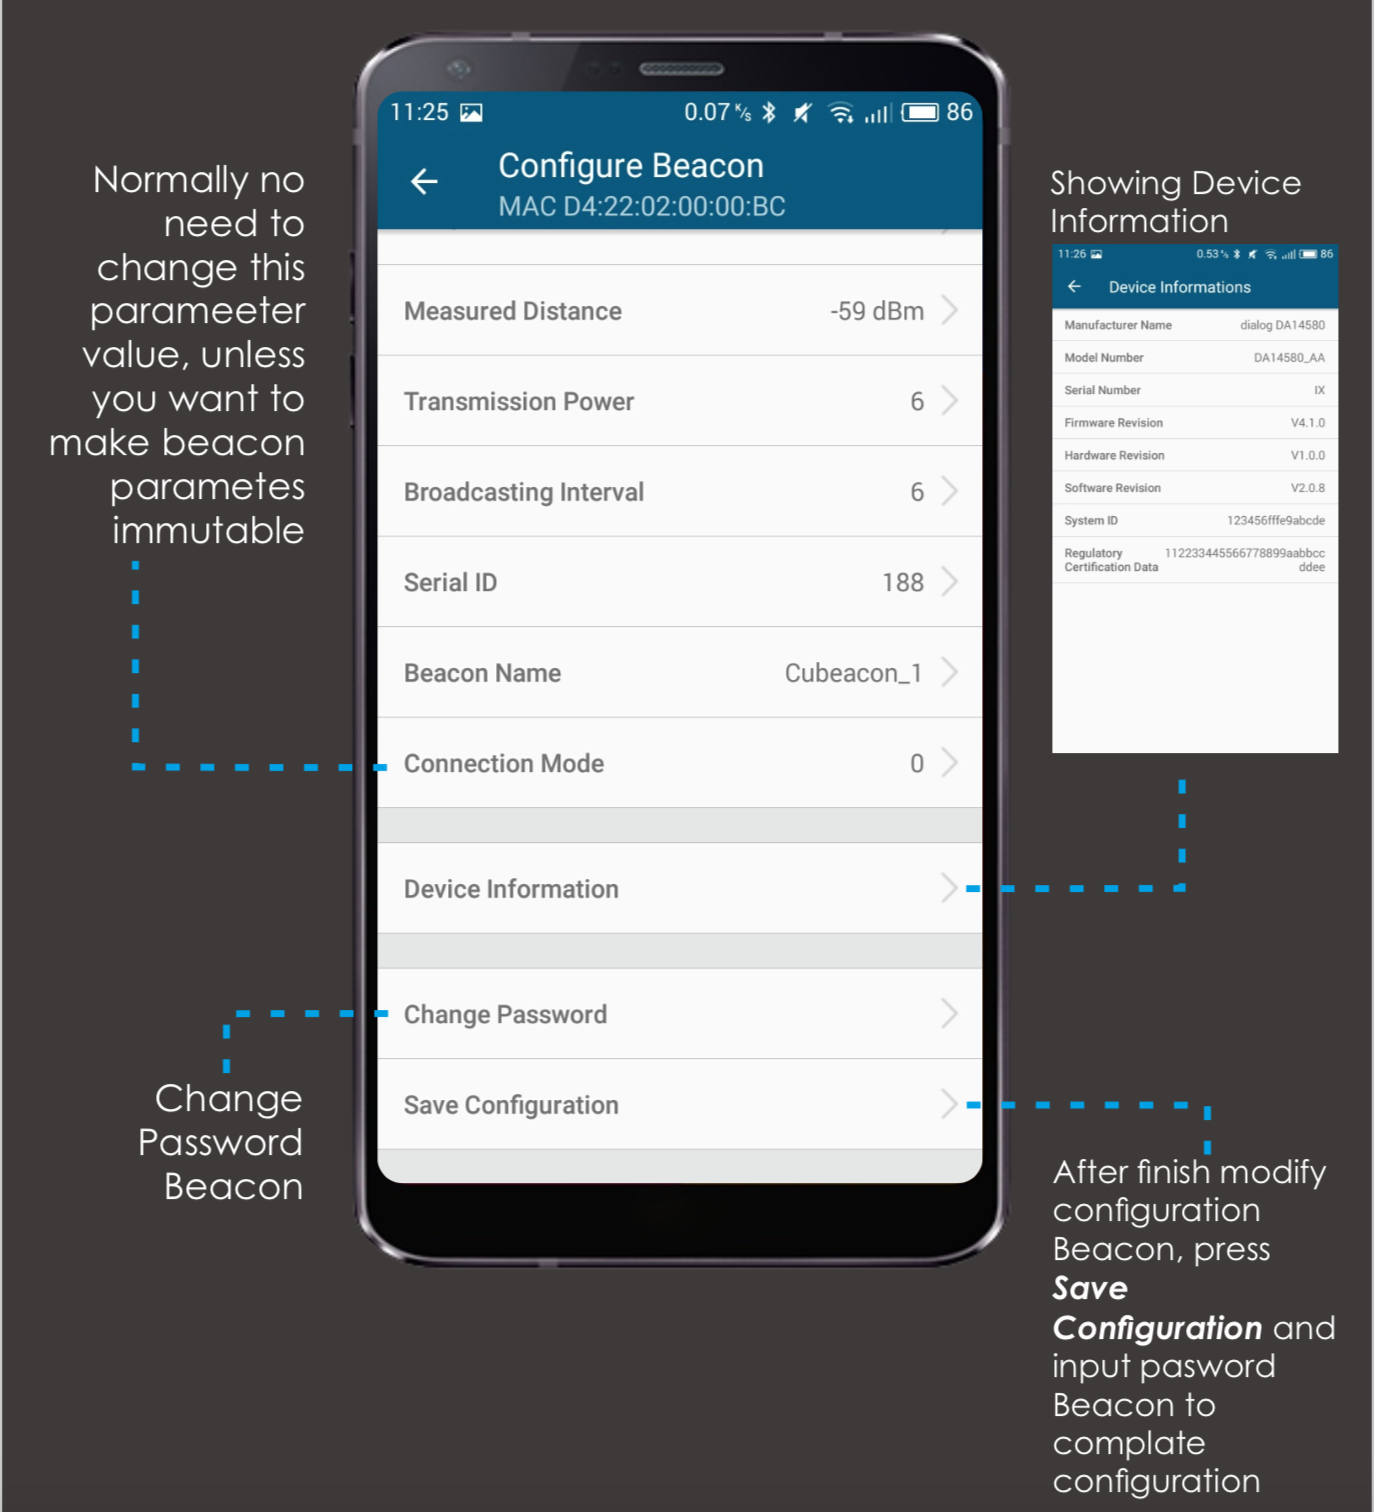 Normally no
need to
change this
parameeter
value, unless
you want to
make beacon
parametes
immutable
Change
Password
Beacon
11:25 0.07 K/s 86
Configure Beacon
MAC D4:22:02:00:00:BC
Measured Distance -59 dBm
Transmission Power 6
Broadcasting Interval 6
Serial ID 188
Beacon Name Cubeacon_1
Connection Mode 0
Device Information
Change Password
Save Configuration
Showing Device
Information
11:26 0.53 K/s 86
Device Informations
Manufacturer Name dialog DA14580
Model Number DA14580_AA
Serial Number IX
Firmware Revision V4.1.0
Hardware Revision V1.0.0
Software Revision V2.0.8
System ID 123456fffe9abcde
Regulatory 112233445566778899aabbcc
Certification Data ddee
After finish modify
configuration
Beacon, press
Save
Configuration and
input pasword
Beacon to
complate
configuration